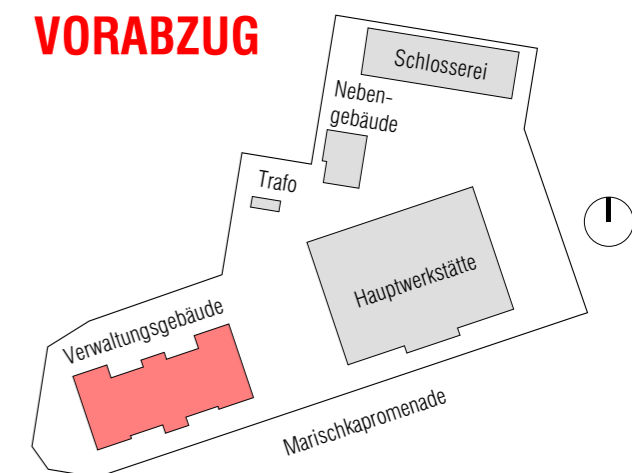 VORABZUG
Schlosserei
Neben-
gebäude
Trafo
Hauptwerkstätte
Verwaltungsgebäude
Marischkapromenade